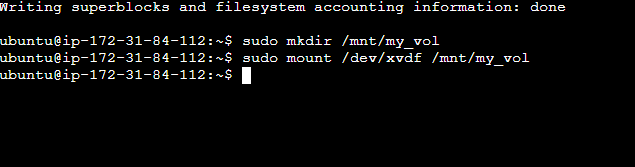 Writing superblocks and filesystem accounting information: done
ubuntu@ip-172-31-84-112:~$ sudo mkdir /mnt/my_vol
ubuntu@ip-172-31-84-112:~$ sudo mount /dev/xvdf /mnt/my_vol
ubuntu@ip-172-31-84-112:~$